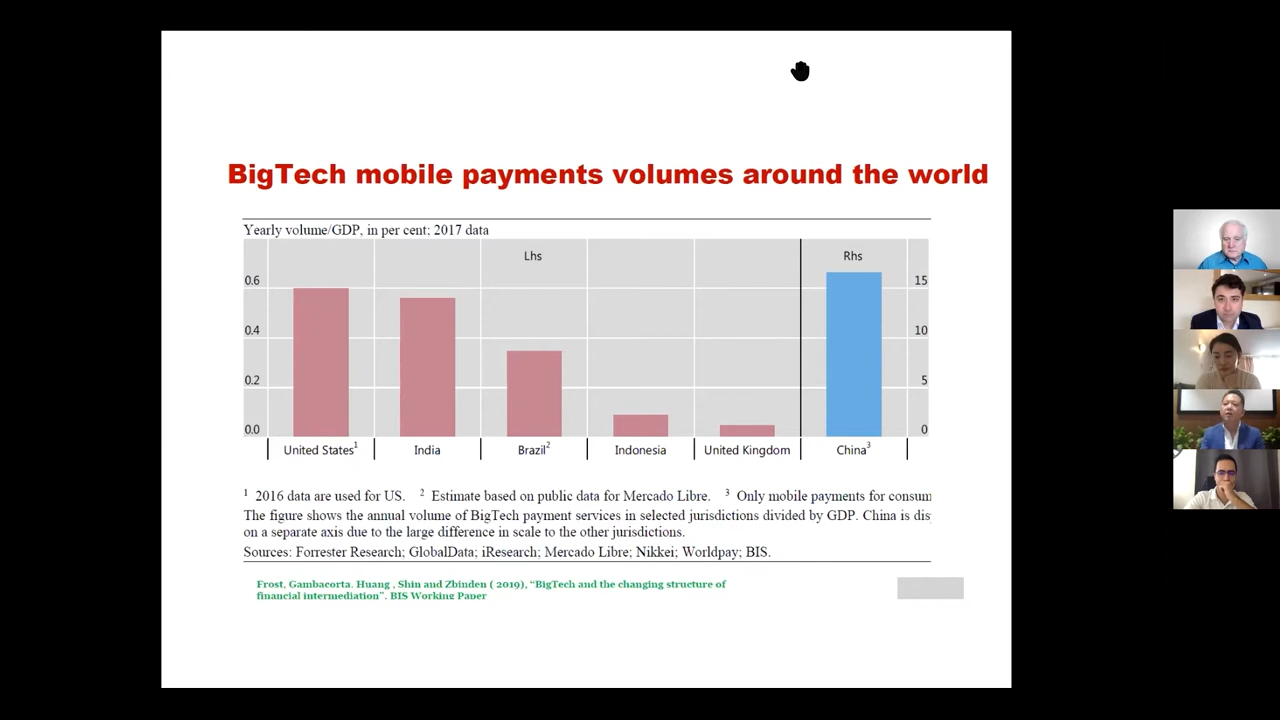 BigTech mobile payments volumes around the world
Yearly volume/GDP, in per cent; 2017 data
Lhs
Rhs
0.6
15
0.4
10
0.2
5
0.0
0
United States¹
India
Brazil²
Indonesia
United Kingdom
China³
¹ 2016 data are used for US. ² Estimate based on public data for Mercado Libre. ³ Only mobile payments for consum
The figure shows the annual volume of BigTech payment services in selected jurisdictions divided by GDP. China is dis
on a separate axis due to the large difference in scale to the other jurisdictions.
Sources: Forrester Research; GlobalData; iResearch; Mercado Libre; Nikkei; Worldpay; BIS.
Frost, Gambacorta. Huang , Shin and Zbinden ( 2019), “BigTech and the changing structure of
financial intermediation”. BIS Working Paper